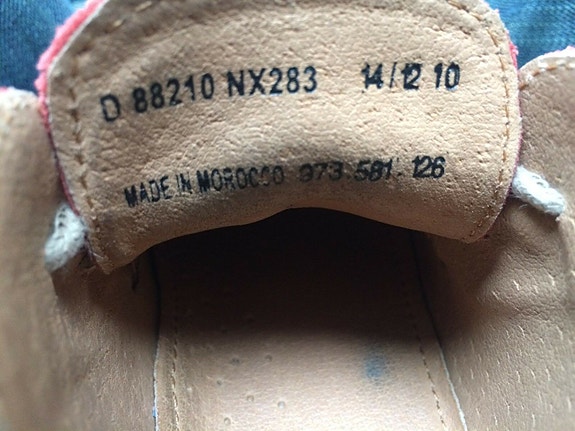 D 88210 NX283 14/12 10
MADE IN MOROCCO 973.581.126